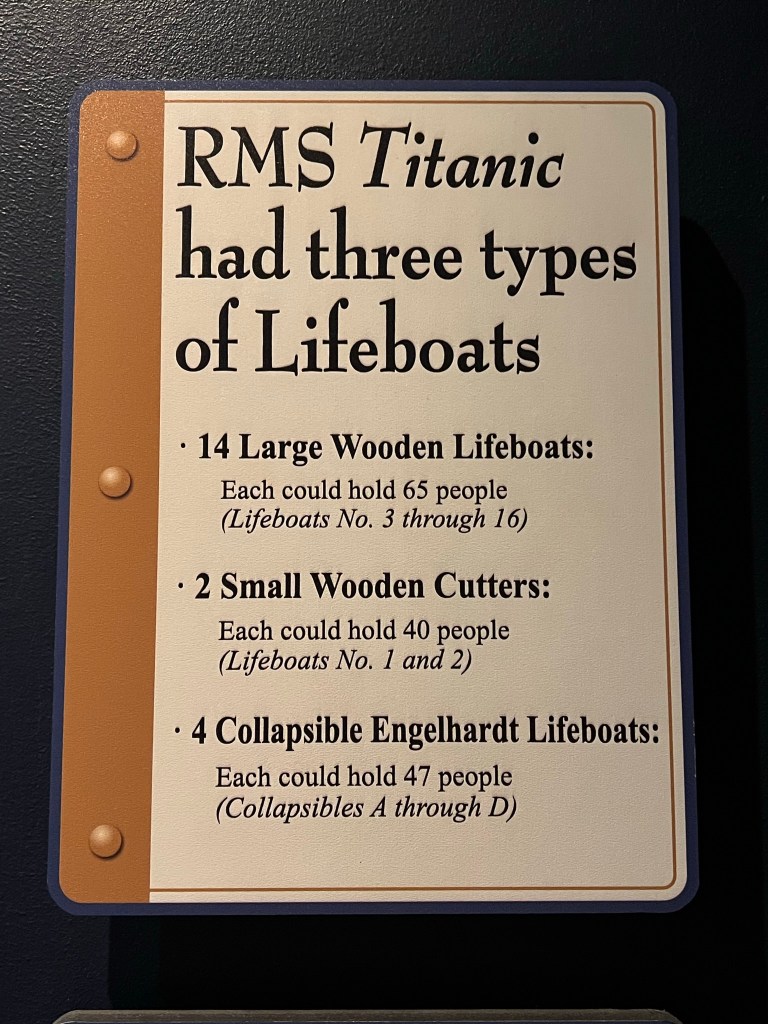 RMS Titanic
had three types
of Lifeboats
· 14 Large Wooden Lifeboats:
Each could hold 65 people
(Lifeboats No. 3 through 16)
· 2 Small Wooden Cutters:
Each could hold 40 people
(Lifeboats No. 1 and 2)
· 4 Collapsible Engelhardt Lifeboats:
Each could hold 47 people
(Collapsibles A through D)